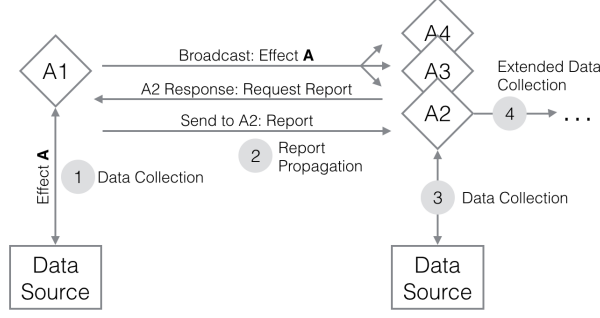 A4
A1
Broadcast: Effect A
A3
Extended Data
Collection
A2 Response: Request Report
A2
4
...
Send to A2: Report
Effect A
1
Data Collection
2
Report
Propagation
3
Data Collection
Data
Source
Data
Source